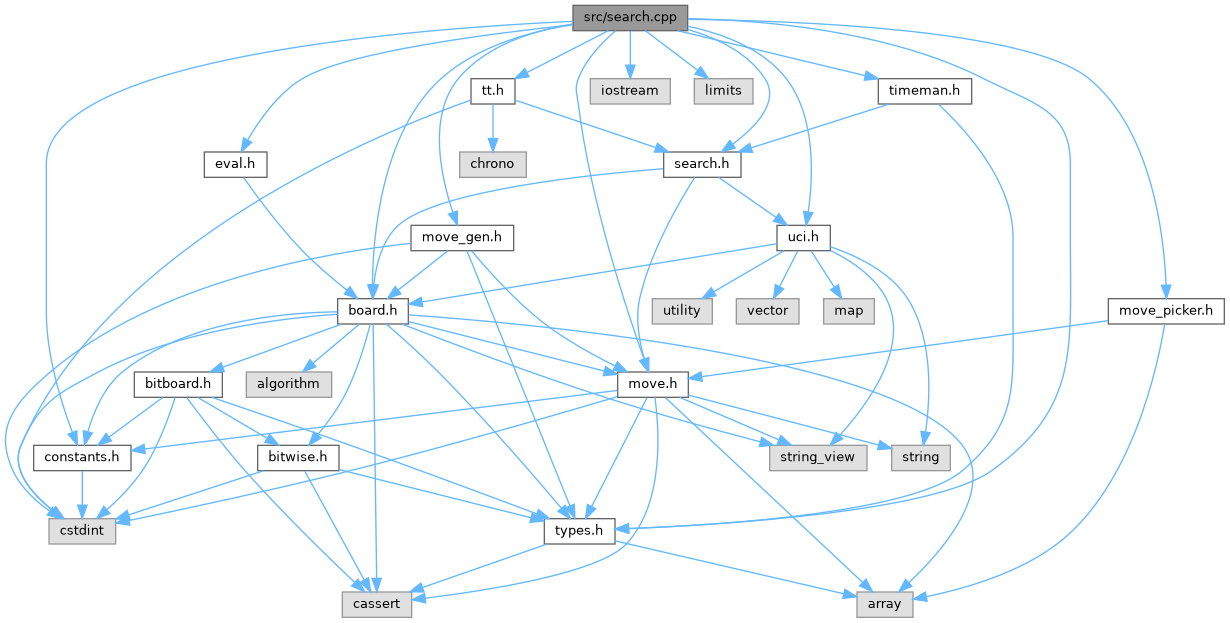 src/search.cpp
tt.h
iostream
limits
timeman.h
eval.h
chrono
search.h
move_gen.h
uci.h
board.h
utility
vector
map
move_picker.h
bitboard.h
algorithm
move.h
constants.h
bitwise.h
string_view
string
cstdint
types.h
cassert
array